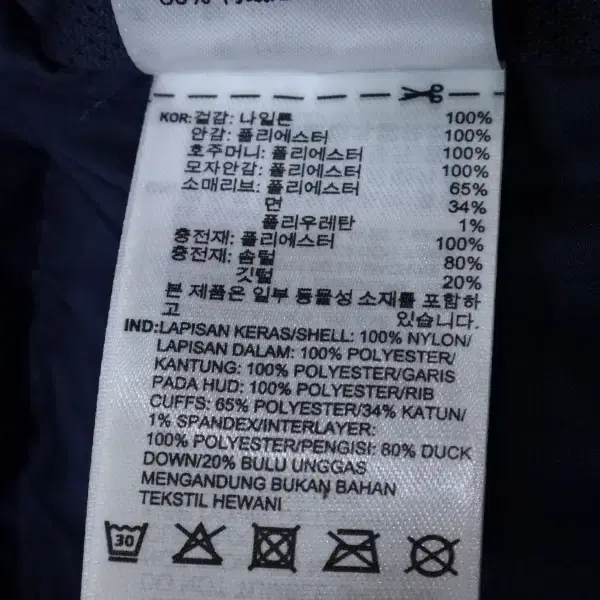 KOR:겉감: 나일론 100%
안감: 폴리에스터 100%
호주머니: 폴리에스터 100%
모자안감: 폴리에스터 100%
소매리브: 폴리에스터 65%
면 34%
폴리우레탄 1%
충전재: 폴리에스터 100%
충전재: 솜털 80%
깃털 20%
본 제품은 일부 동물성 소재를 포함하
고 있습니다.
IND:LAPISAN KERAS/SHELL: 100% NYLON/
LAPISAN DALAM: 100% POLYESTER/
KANTUNG: 100% POLYESTER/GARIS
PADA HUD: 100% POLYESTER/RIB
CUFFS: 65% POLYESTER/34% KATUN/
1% SPANDEX/INTERLAYER:
100% POLYESTER/PENGISI: 80% DUCK
DOWN/20% BULU UNGGAS
MENGANDUNG BUKAN BAHAN
TEKSTIL HEWANI
30